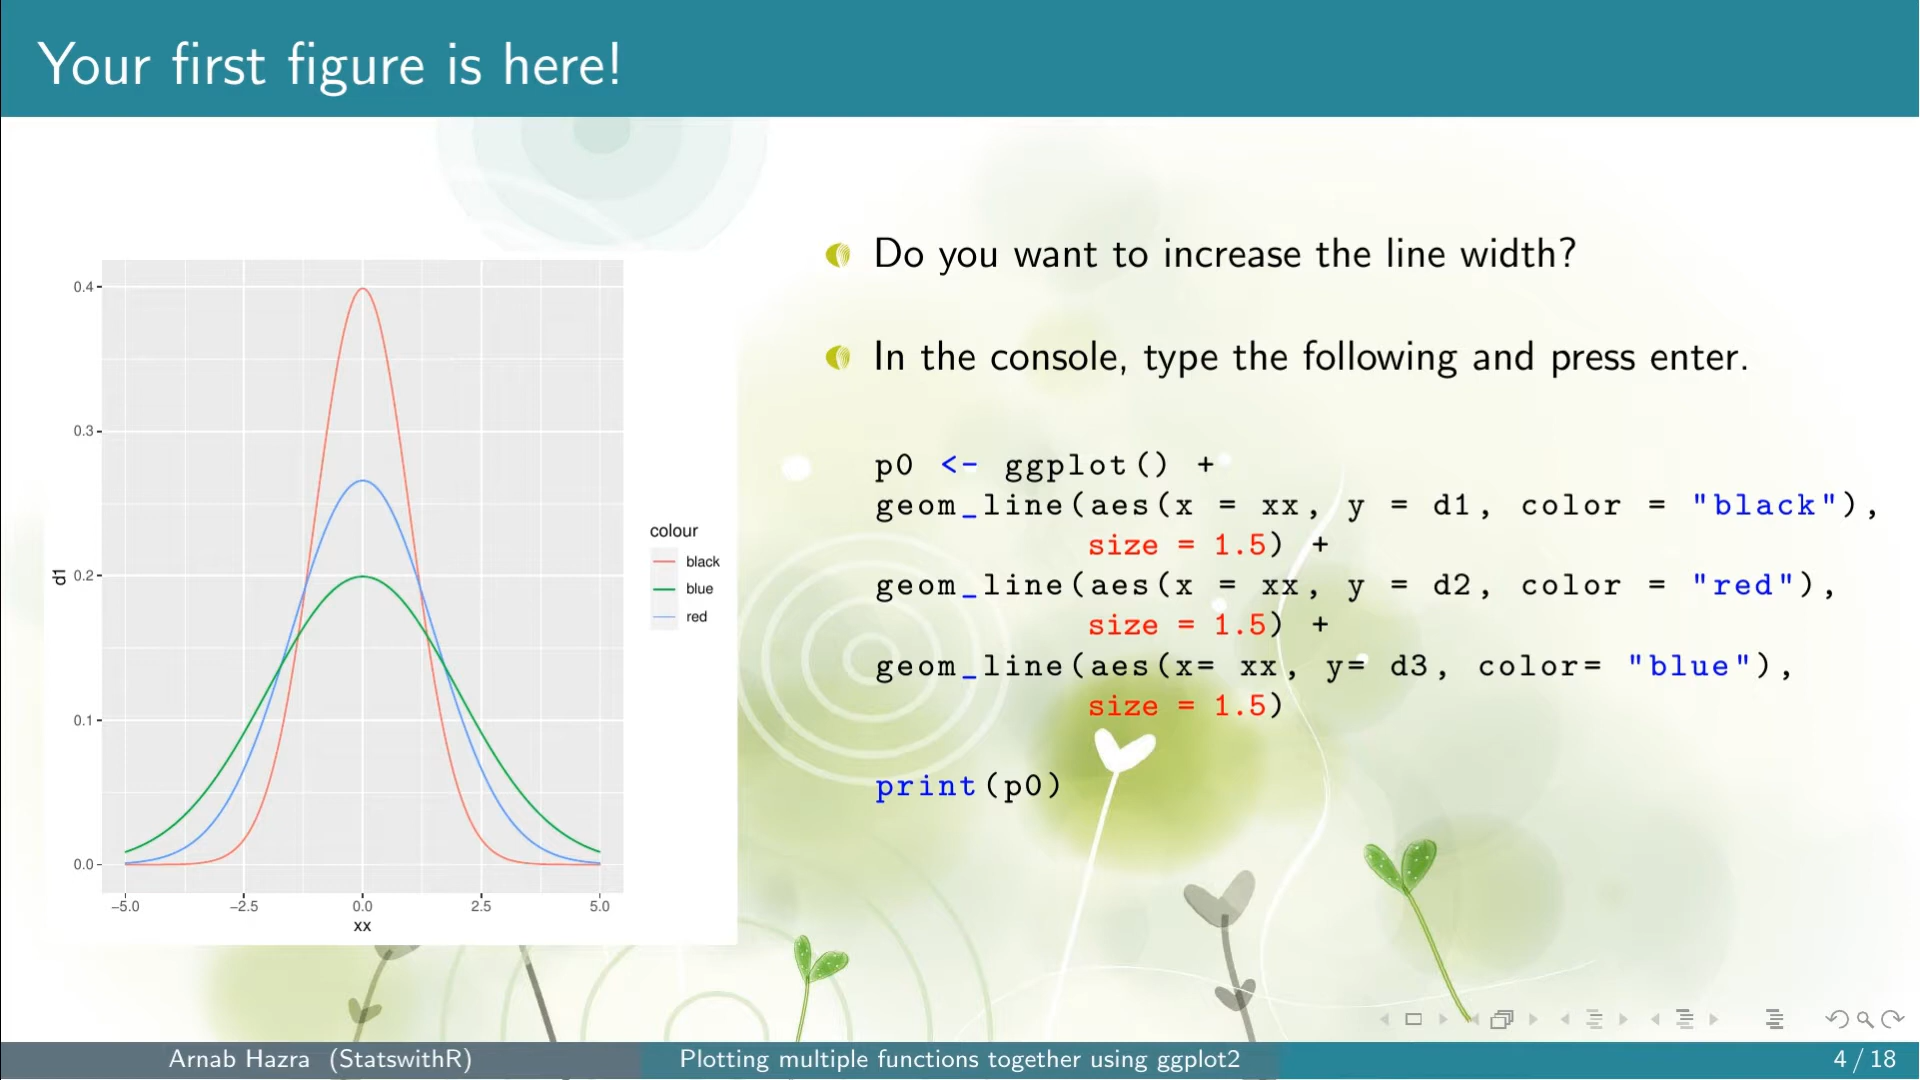 Your first figure is here!
0.4
0.3
0.2
0.1
0.0
d1
−5.0 −2.5 0.0 2.5 5.0
xx
colour
black
blue
red
Do you want to increase the line width?
In the console, type the following and press enter.
p0 <- ggplot() +
geom_line(aes(x = xx, y = d1, color = "black"),
size = 1.5) +
geom_line(aes(x = xx, y = d2, color = "red"),
size = 1.5) +
geom_line(aes(x= xx, y= d3, color= "blue"),
size = 1.5)
print(p0)
Arnab Hazra (StatswithR) Plotting multiple functions together using ggplot2 4 / 18